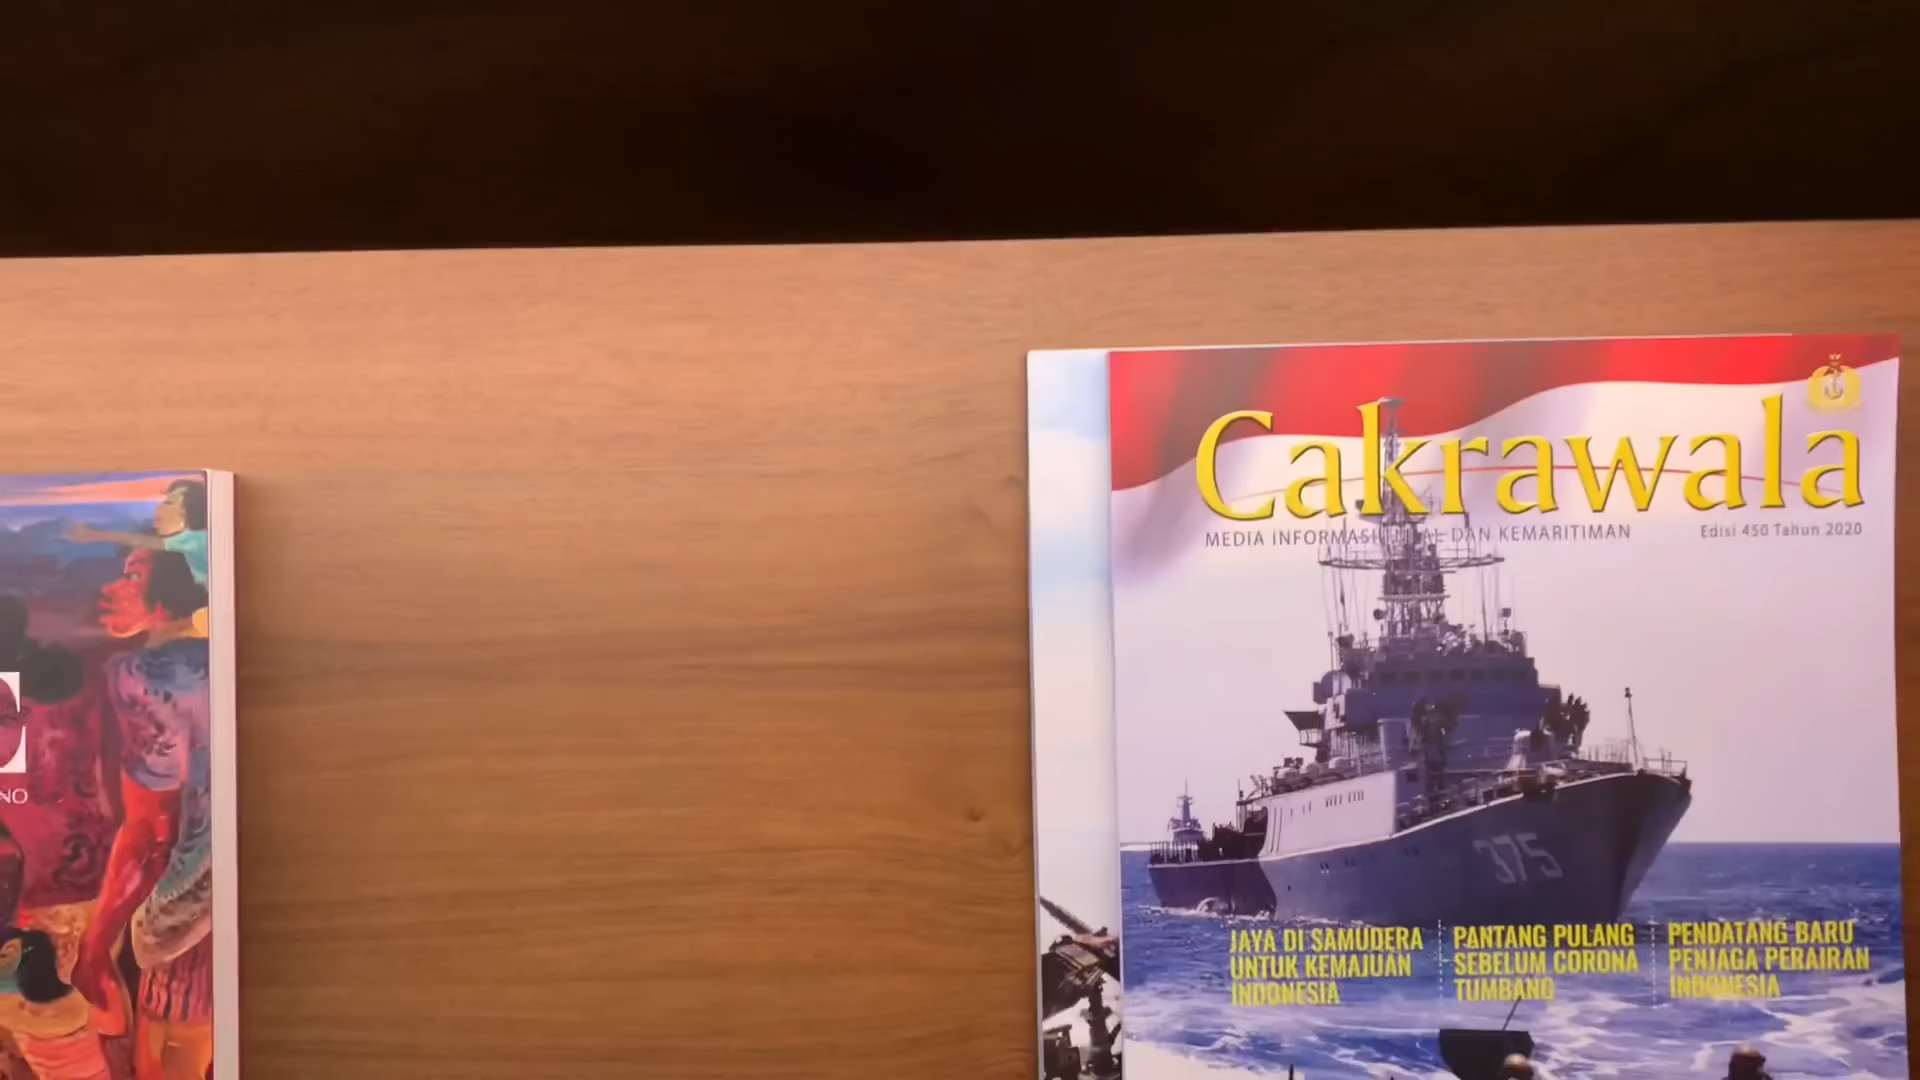 Cakrawala
MEDIA INFORMASI DAN KEMARITIMAN
Edisi 450 Tahun 2020
375
JAYA DI SAMUDERA
UNTUK KEMAJUAN
INDONESIA
PANTANG PULANG
SEBELUM CORONA
TUMBANG
PENDATANG BARU
PENJAGA PERAIRAN
INDONESIA